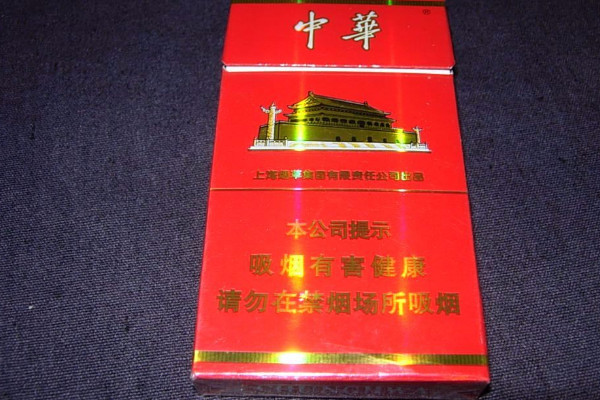 中華
®
上海烟草集团有限责任公司出品
本公司提示
吸烟有害健康
请勿在禁烟场所吸烟